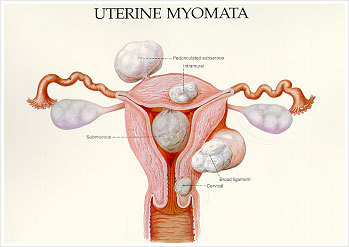 UTERINE MYOMATA
Pedunculated subserous
Intramural
Submucous
Broad ligament
Cervical